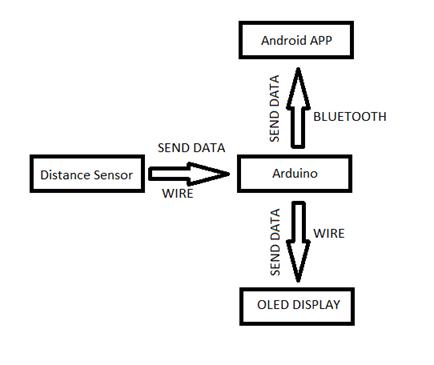 Android APP
SEND DATA
BLUETOOTH
SEND DATA
Distance Sensor
WIRE
Arduino
SEND DATA
WIRE
OLED DISPLAY